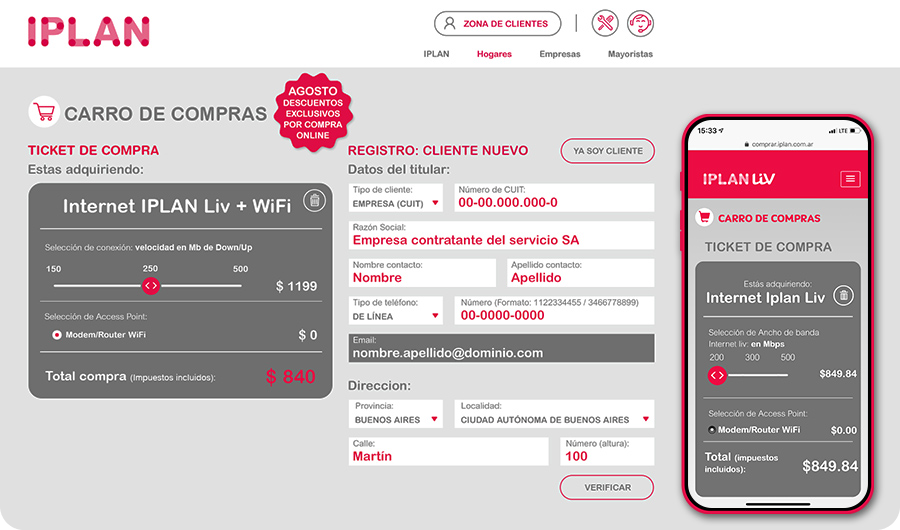 IPLAN
ZONA DE CLIENTES
IPLAN
Hogares
Empresas
Mayoristas
CARRO DE COMPRAS
AGOSTO
DESCUENTOS
EXCLUSIVOS
POR COMPRA
ONLINE
TICKET DE COMPRA
Estas adquiriendo:
Internet IPLAN Liv + WiFi
Selección de conexión: velocidad en Mb de Down/Up
150 250 500
$ 1199
Selección de Access Point:
Modem/Router WiFi $ 0
Total compra (Impuestos incluidos): $ 840
REGISTRO: CLIENTE NUEVO
YA SOY CLIENTE
Datos del titular:
Tipo de cliente:
EMPRESA (CUIT)
Número de CUIT:
00-00.000.000-0
Razón Social:
Empresa contratante del servicio SA
Nombre contacto:
Nombre
Apellido contacto:
Apellido
Tipo de teléfono:
DE LÍNEA
Número (Formato: 1122334455 / 3466778899)
00-0000-0000
Email:
nombre.apellido@dominio.com
Direccion:
Provincia:
BUENOS AIRES
Localidad:
CIUDAD AUTÓNOMA DE BUENOS AIRES
Calle:
Martín
Número (altura):
100
VERIFICAR
15:33
LTE
comprar.iplan.com.ar
IPLAN LIV
CARRO DE COMPRAS
TICKET DE COMPRA
Estás adquiriendo:
Internet Iplan Liv
Selección de Ancho de banda
Internet liv: en Mbps
200 300 500
$849.84
Selección de Access Point:
Modem/Router WiFi $0.00
Total (impuestos
incluidos): $849.84